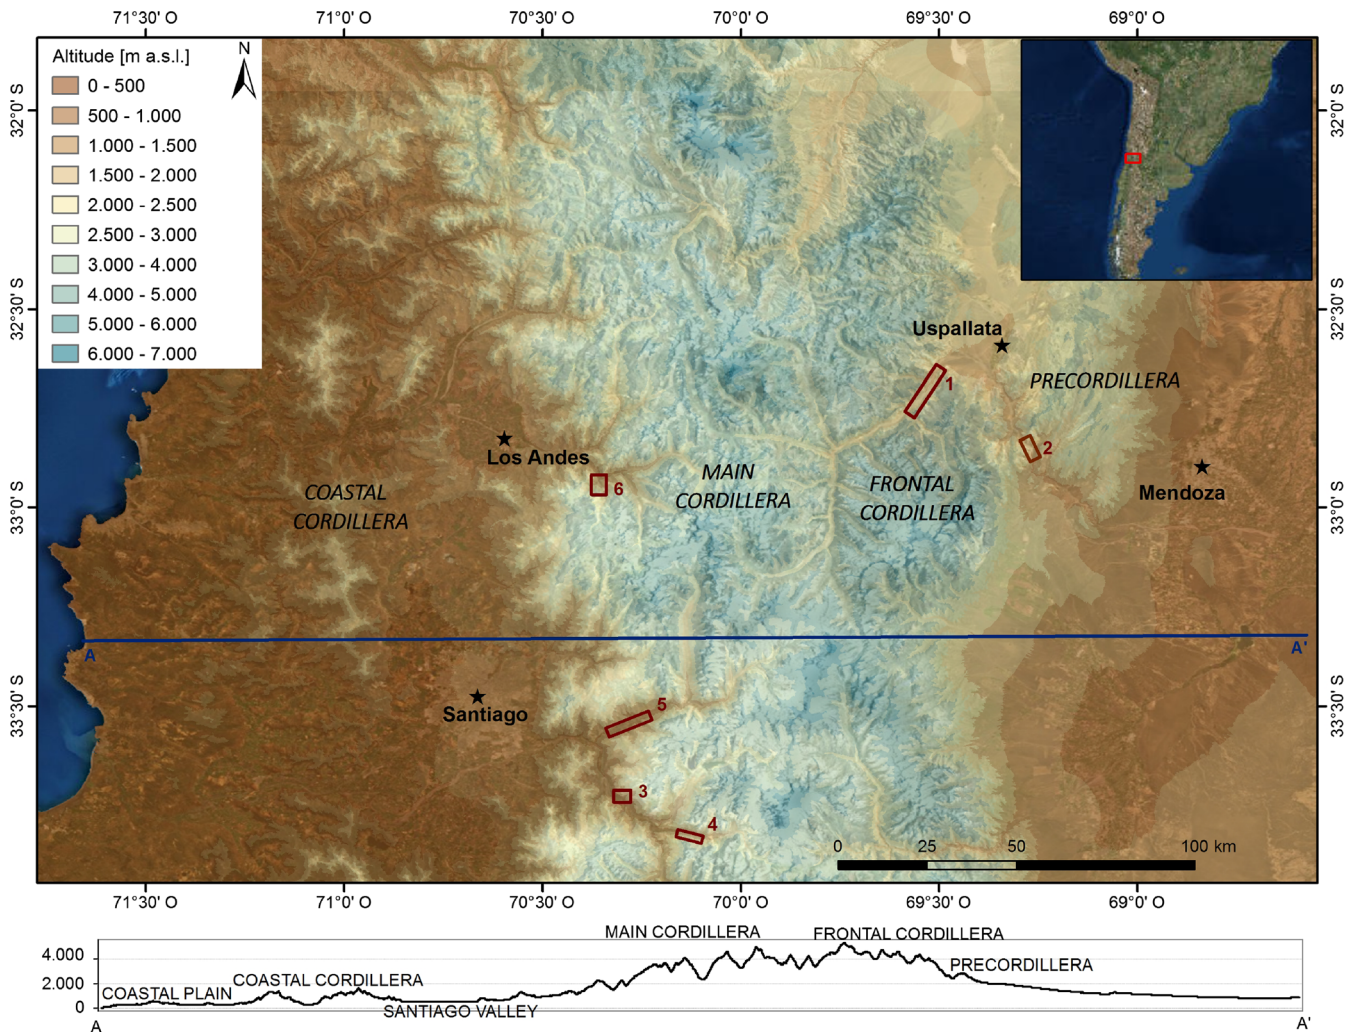 71°30' O 71°0' O 70°30' O 70°00' O 69°30' O 69°0' O
Altitude [m a.s.l.]
0 - 500
500 - 1.000
1.000 - 1.500
1.500 - 2.000
2.000 - 2.500
2.500 - 3.000
3.000 - 4.000
4.000 - 5.000
5.000 - 6.000
6.000 - 7.000
N
32°0' S
32°30' S
33°0' S
33°30' S
32°0' S
32°30' S
33°0' S
33°30' S
Uspallata
PRECORDILLERA
1
2
Los Andes
6
MAIN
CORDILLERA
FRONTAL
CORDILLERA
COASTAL
CORDILLERA
Mendoza
A
A'
Santiago
5
3
4
0 25 50 100 km
71°30' O 71°0' O 70°30' O 70°00' O 69°30' O 69°0' O
MAIN CORDILLERA
FRONTAL CORDILLERA
4.000
2.000
0
PRECORDILLERA
COASTAL CORDILLERA
COASTAL PLAIN
SANTIAGO VALLEY
A
A'